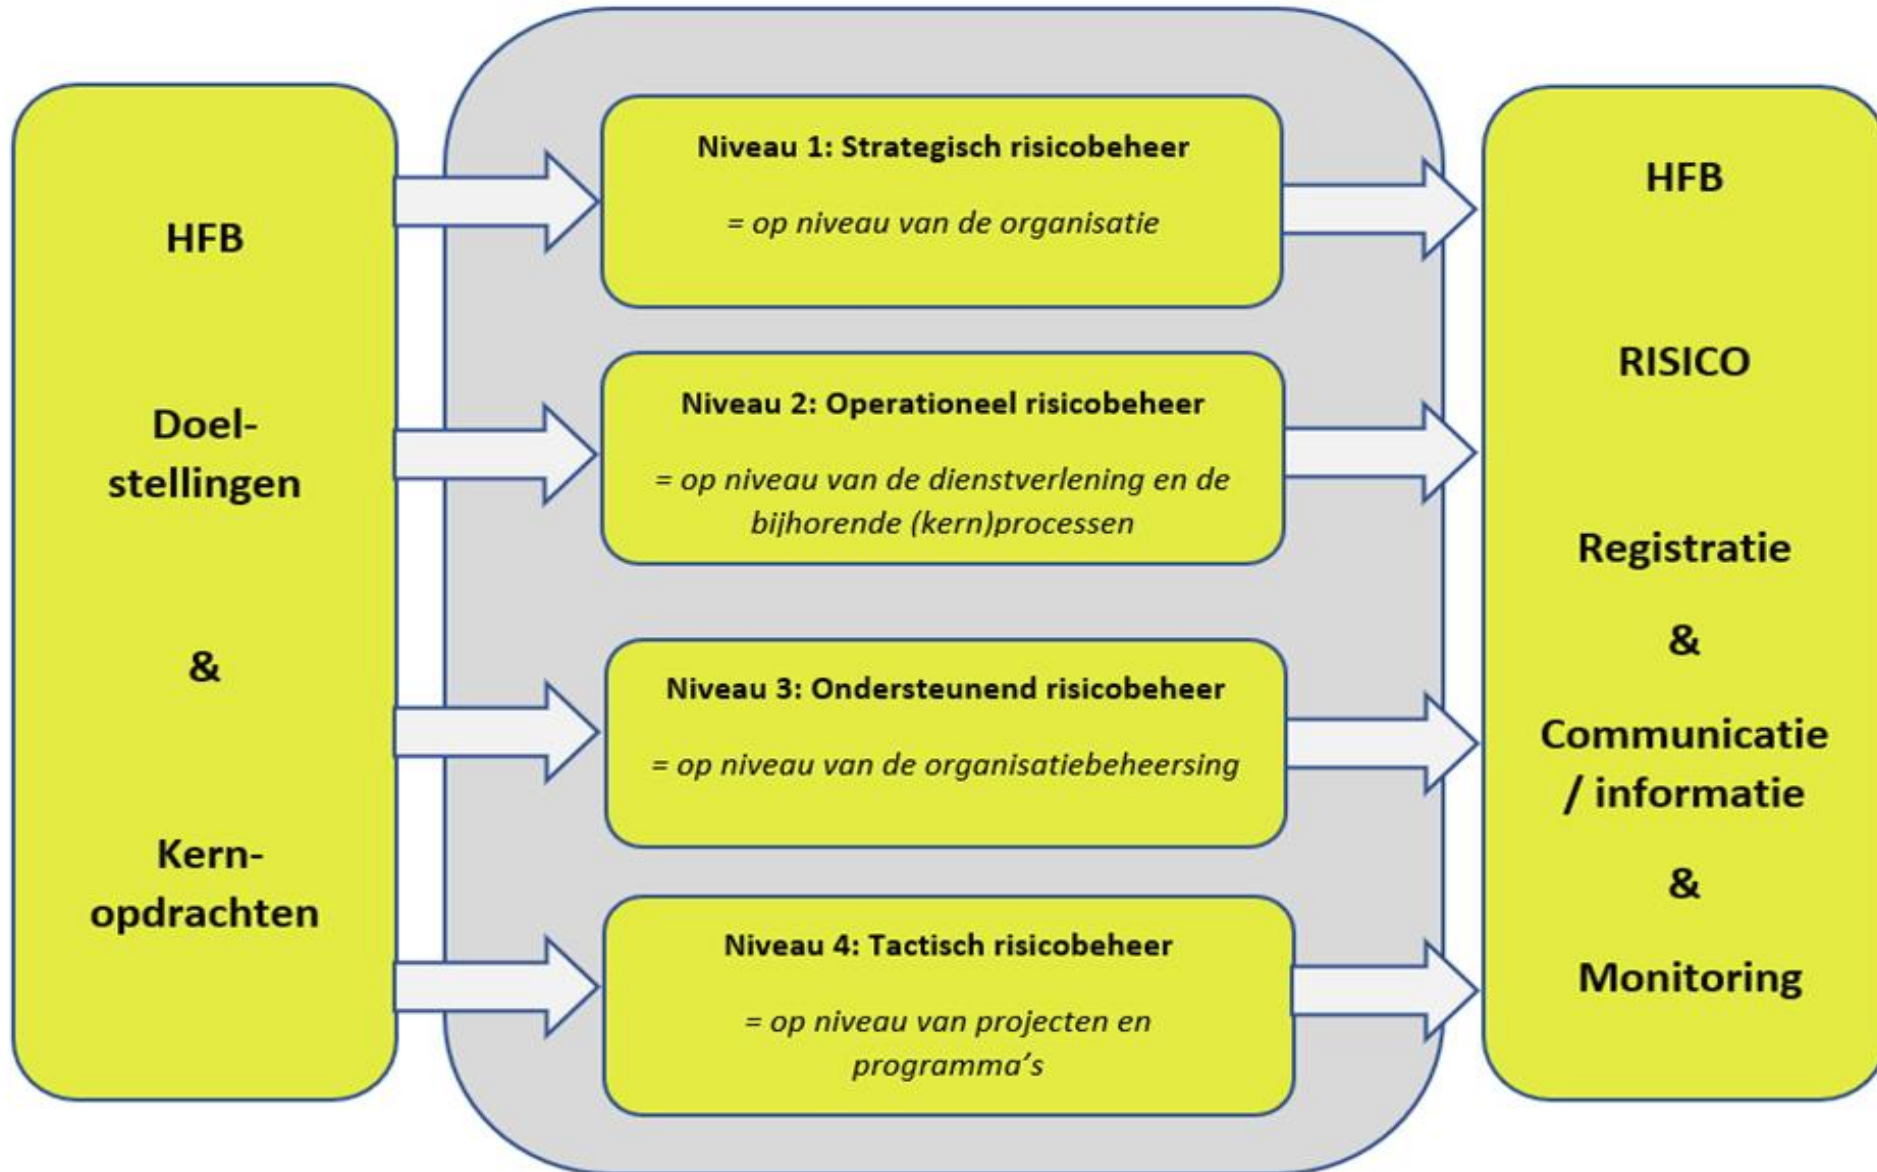 HFB
Doel-
stellingen
&
Kern-
opdrachten
Niveau 1: Strategisch risicobeheer
= op niveau van de organisatie
Niveau 2: Operationeel risicobeheer
= op niveau van de dienstverlening en de
bijhorende (kern)processen
Niveau 3: Ondersteunend risicobeheer
= op niveau van de organisatiebeheersing
Niveau 4: Tactisch risicobeheer
= op niveau van projecten en
programma’s
HFB
RISICO
Registratie
&
Communicatie
/ informatie
&
Monitoring